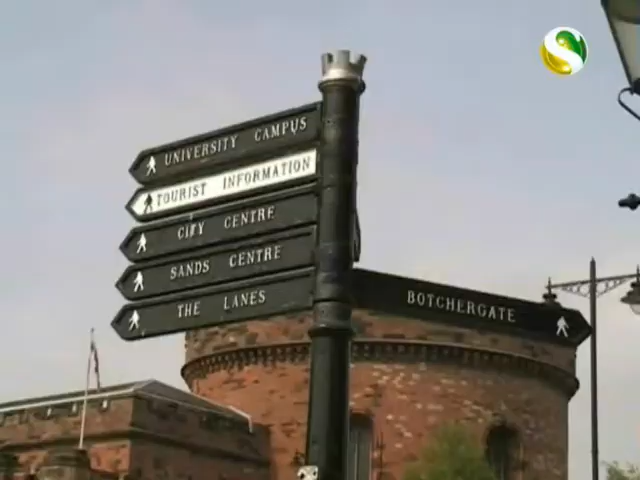 UNIVERSITY CAMPUS
TOURIST INFORMATION
CITY CENTRE
SANDS CENTRE
THE LANES
BOTCHERGATE
S